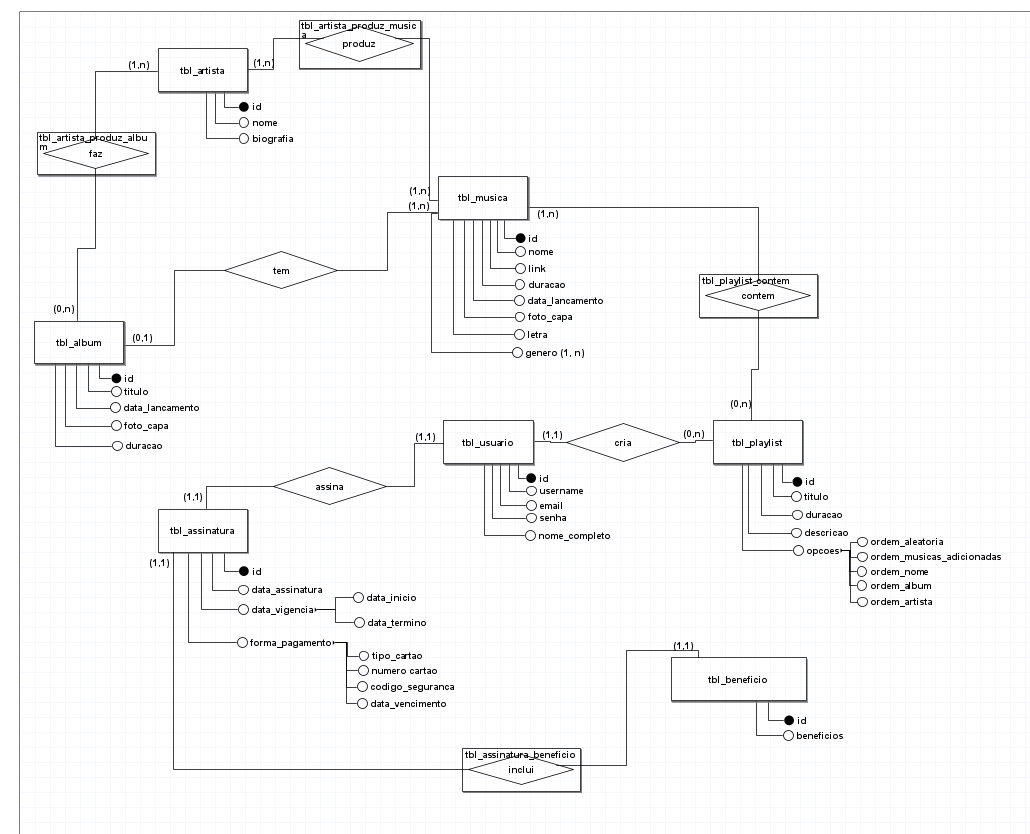 tbl_artista_produz_music
a
produz
(1,n)
tbl_artista
(1,n)
id
nome
biografia
tbl_artista_produz_albu
m
faz
(1,n)
(1,n)
tbl_musica
(1,n)
id
nome
link
duracao
data_lancamento
foto_capa
letra
genero (1, n)
tem
tbl_playlist_contem
contem
(0,n)
(0,1)
tbl_album
id
titulo
data_lancamento
foto_capa
duracao
(0,n)
(1,1)
tbl_usuario
(1,1)
cria
(0,n)
tbl_playlist
id
username
email
senha
nome_completo
id
titulo
duracao
descricao
opcoes
ordem_aleatoria
ordem_musicas_adicionadas
ordem_nome
ordem_album
ordem_artista
assina
(1,1)
tbl_assinatura
(1,1)
id
data_assinatura
data_vigencia
data_inicio
data_termino
forma_pagamento
tipo_cartao
numero cartao
codigo_seguranca
data_vencimento
(1,1)
tbl_beneficio
id
beneficios
tbl_assinatura_beneficio
inclui